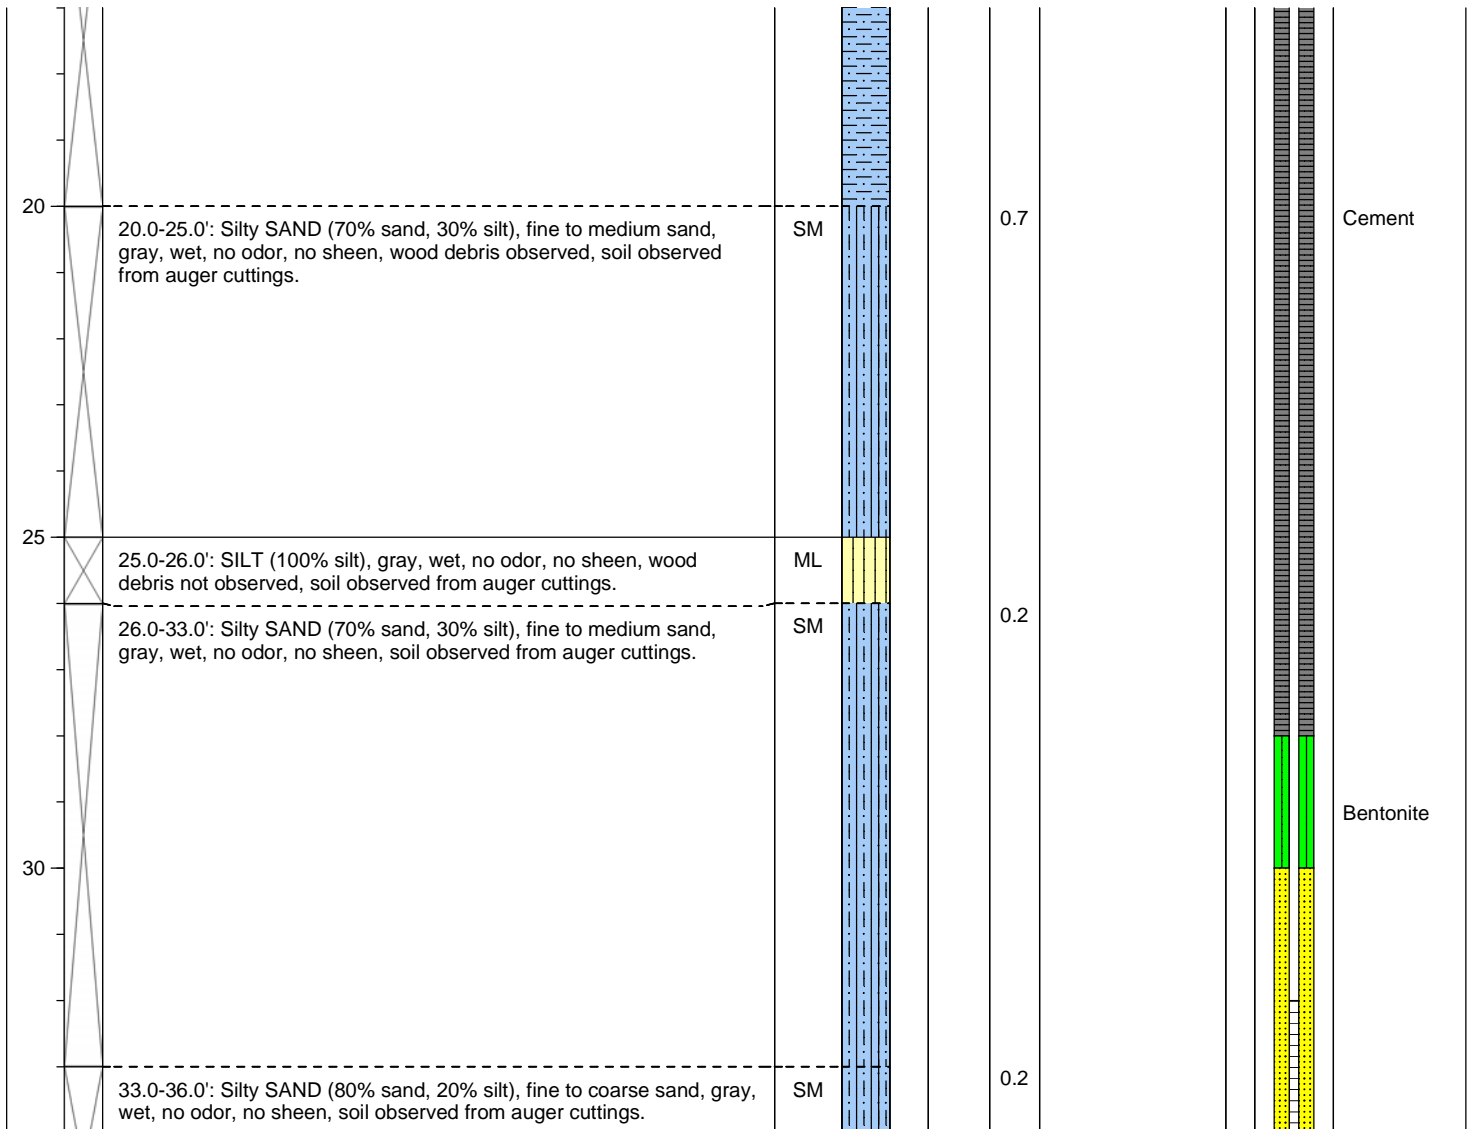 20
20.0-25.0': Silty SAND (70% sand, 30% silt), fine to medium sand,
gray, wet, no odor, no sheen, wood debris observed, soil observed
from auger cuttings.
SM
0.7
Cement
25
25.0-26.0': SILT (100% silt), gray, wet, no odor, no sheen, wood
debris not observed, soil observed from auger cuttings.
ML
26.0-33.0': Silty SAND (70% sand, 30% silt), fine to medium sand,
gray, wet, no odor, no sheen, soil observed from auger cuttings.
SM
0.2
Bentonite
30
33.0-36.0': Silty SAND (80% sand, 20% silt), fine to coarse sand, gray,
wet, no odor, no sheen, soil observed from auger cuttings.
SM
0.2